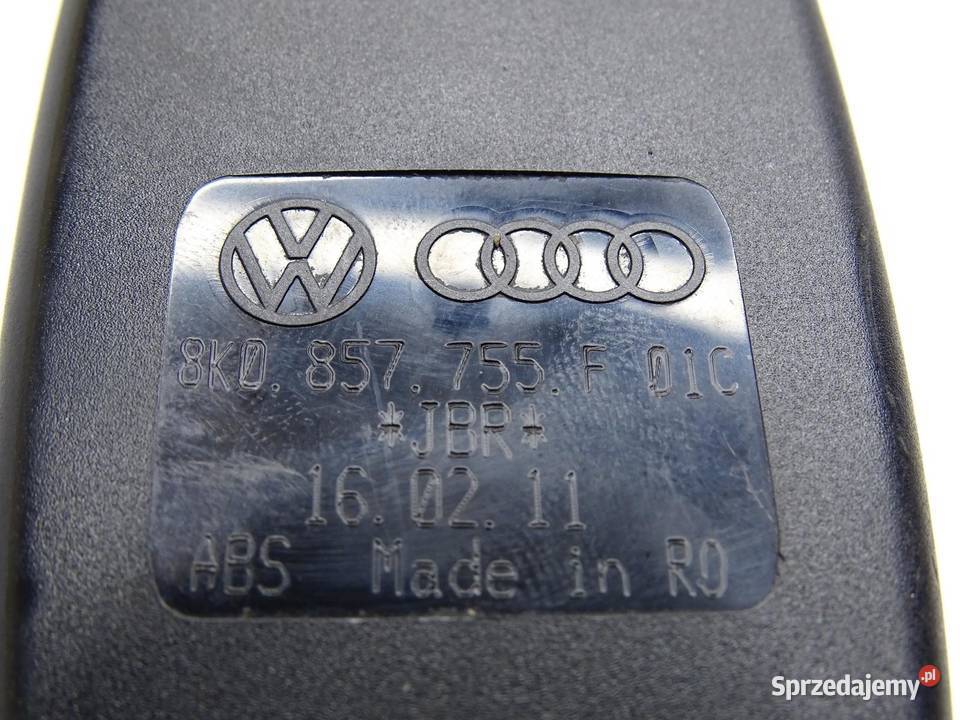 8K0.857.755.F 01C
*JBR*
16.02.11
ABS Made in RO
Sprzedajemy.pl